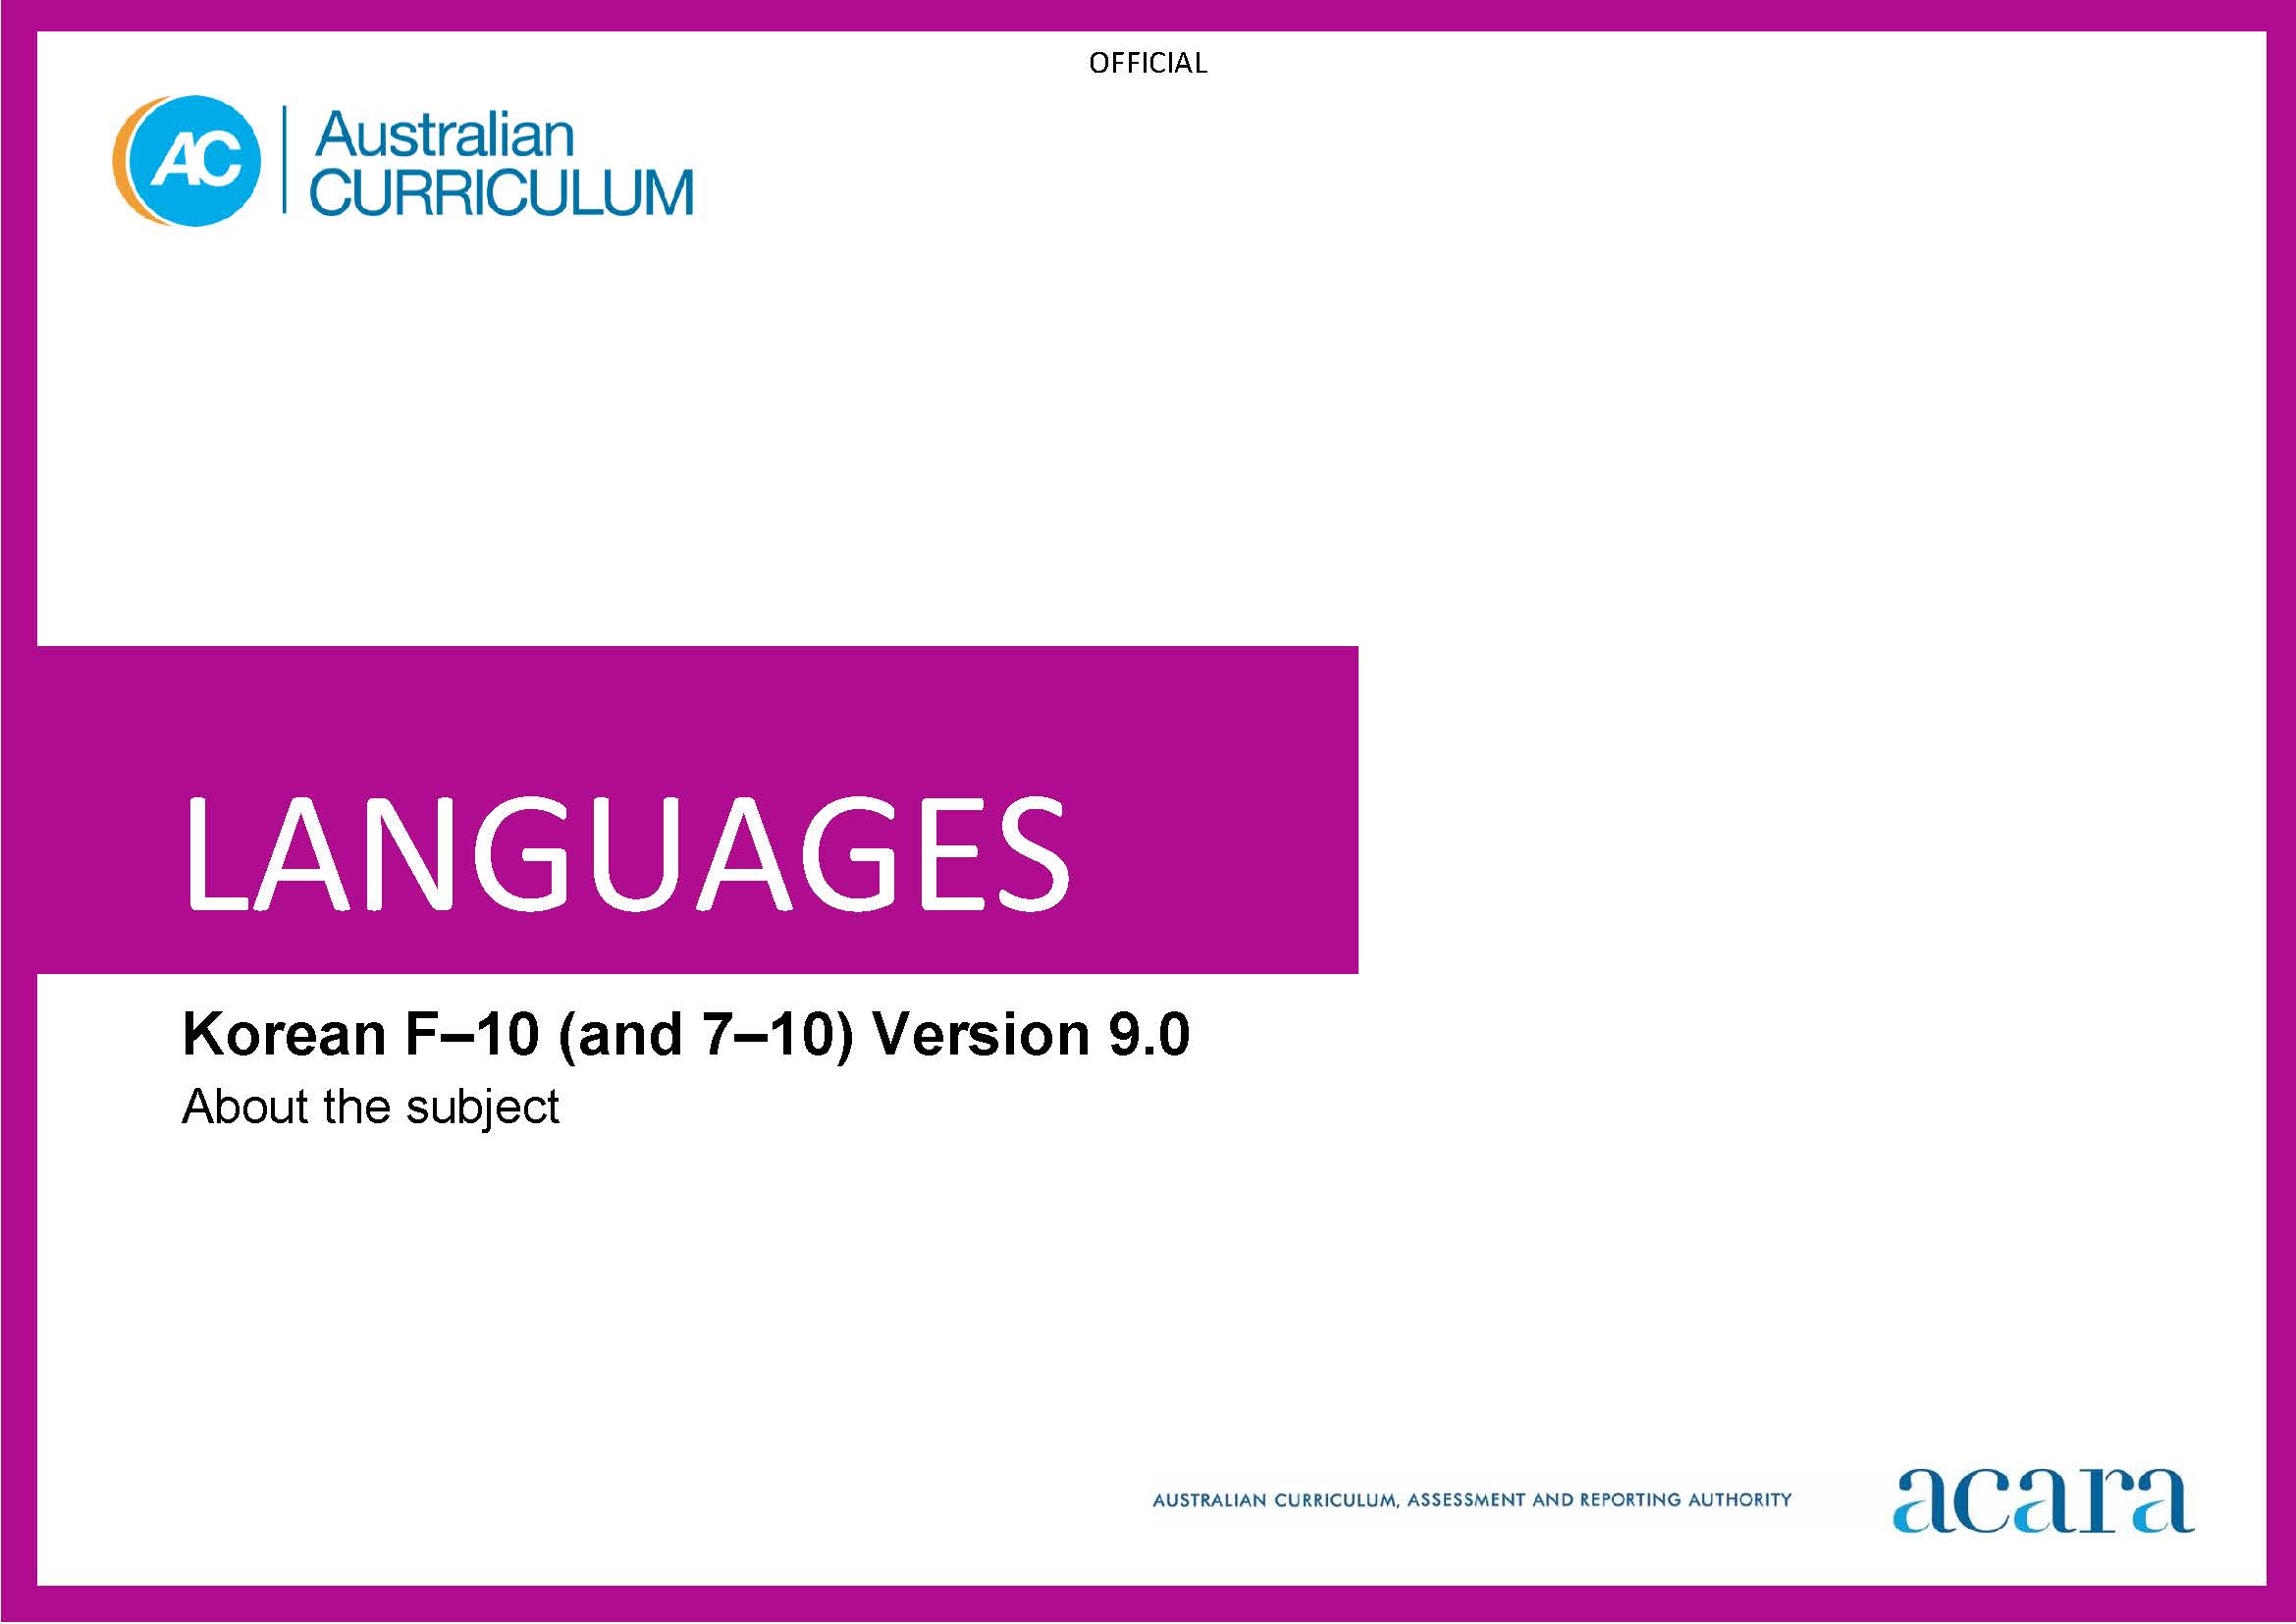 OFFICIAL
AC
Australian
CURRICULUM
LANGUAGES
Korean F–10 (and 7–10) Version 9.0
About the subject
AUSTRALIAN CURRICULUM, ASSESSMENT AND REPORTING AUTHORITY
acara